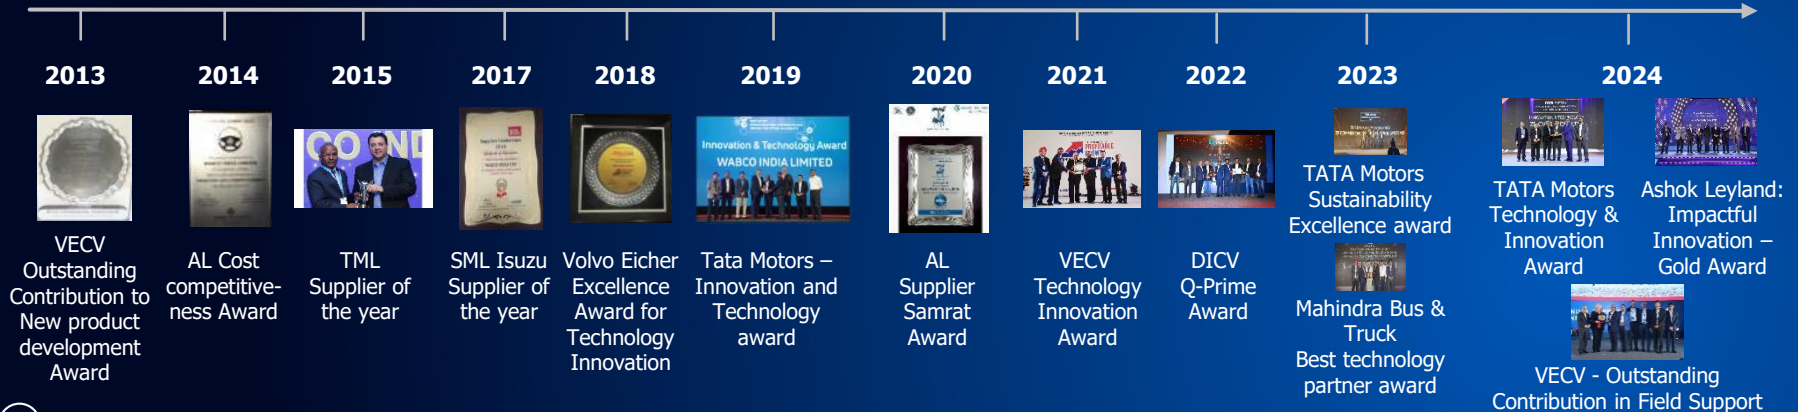 2013
2014
2015
2017
2018
2019
2020
2021
2022
2023
2024
Innovation & Technology Award
WABCO INDIA LIMITED
VECV
Outstanding
Contribution to
New product
development
Award
AL Cost
competitive-
ness Award
TML
Supplier of
the year
SML Isuzu
Supplier of
the year
Volvo Eicher
Excellence
Award for
Technology
Innovation
Tata Motors –
Innovation and
Technology
award
AL
Supplier
Samrat
Award
VECV
Technology
Innovation
Award
DICV
Q-Prime
Award
TATA Motors
Sustainability
Excellence award
Mahindra Bus &
Truck
Best technology
partner award
TATA Motors
Technology &
Innovation
Award
Ashok Leyland:
Impactful
Innovation –
Gold Award
VECV - Outstanding
Contribution in Field Support